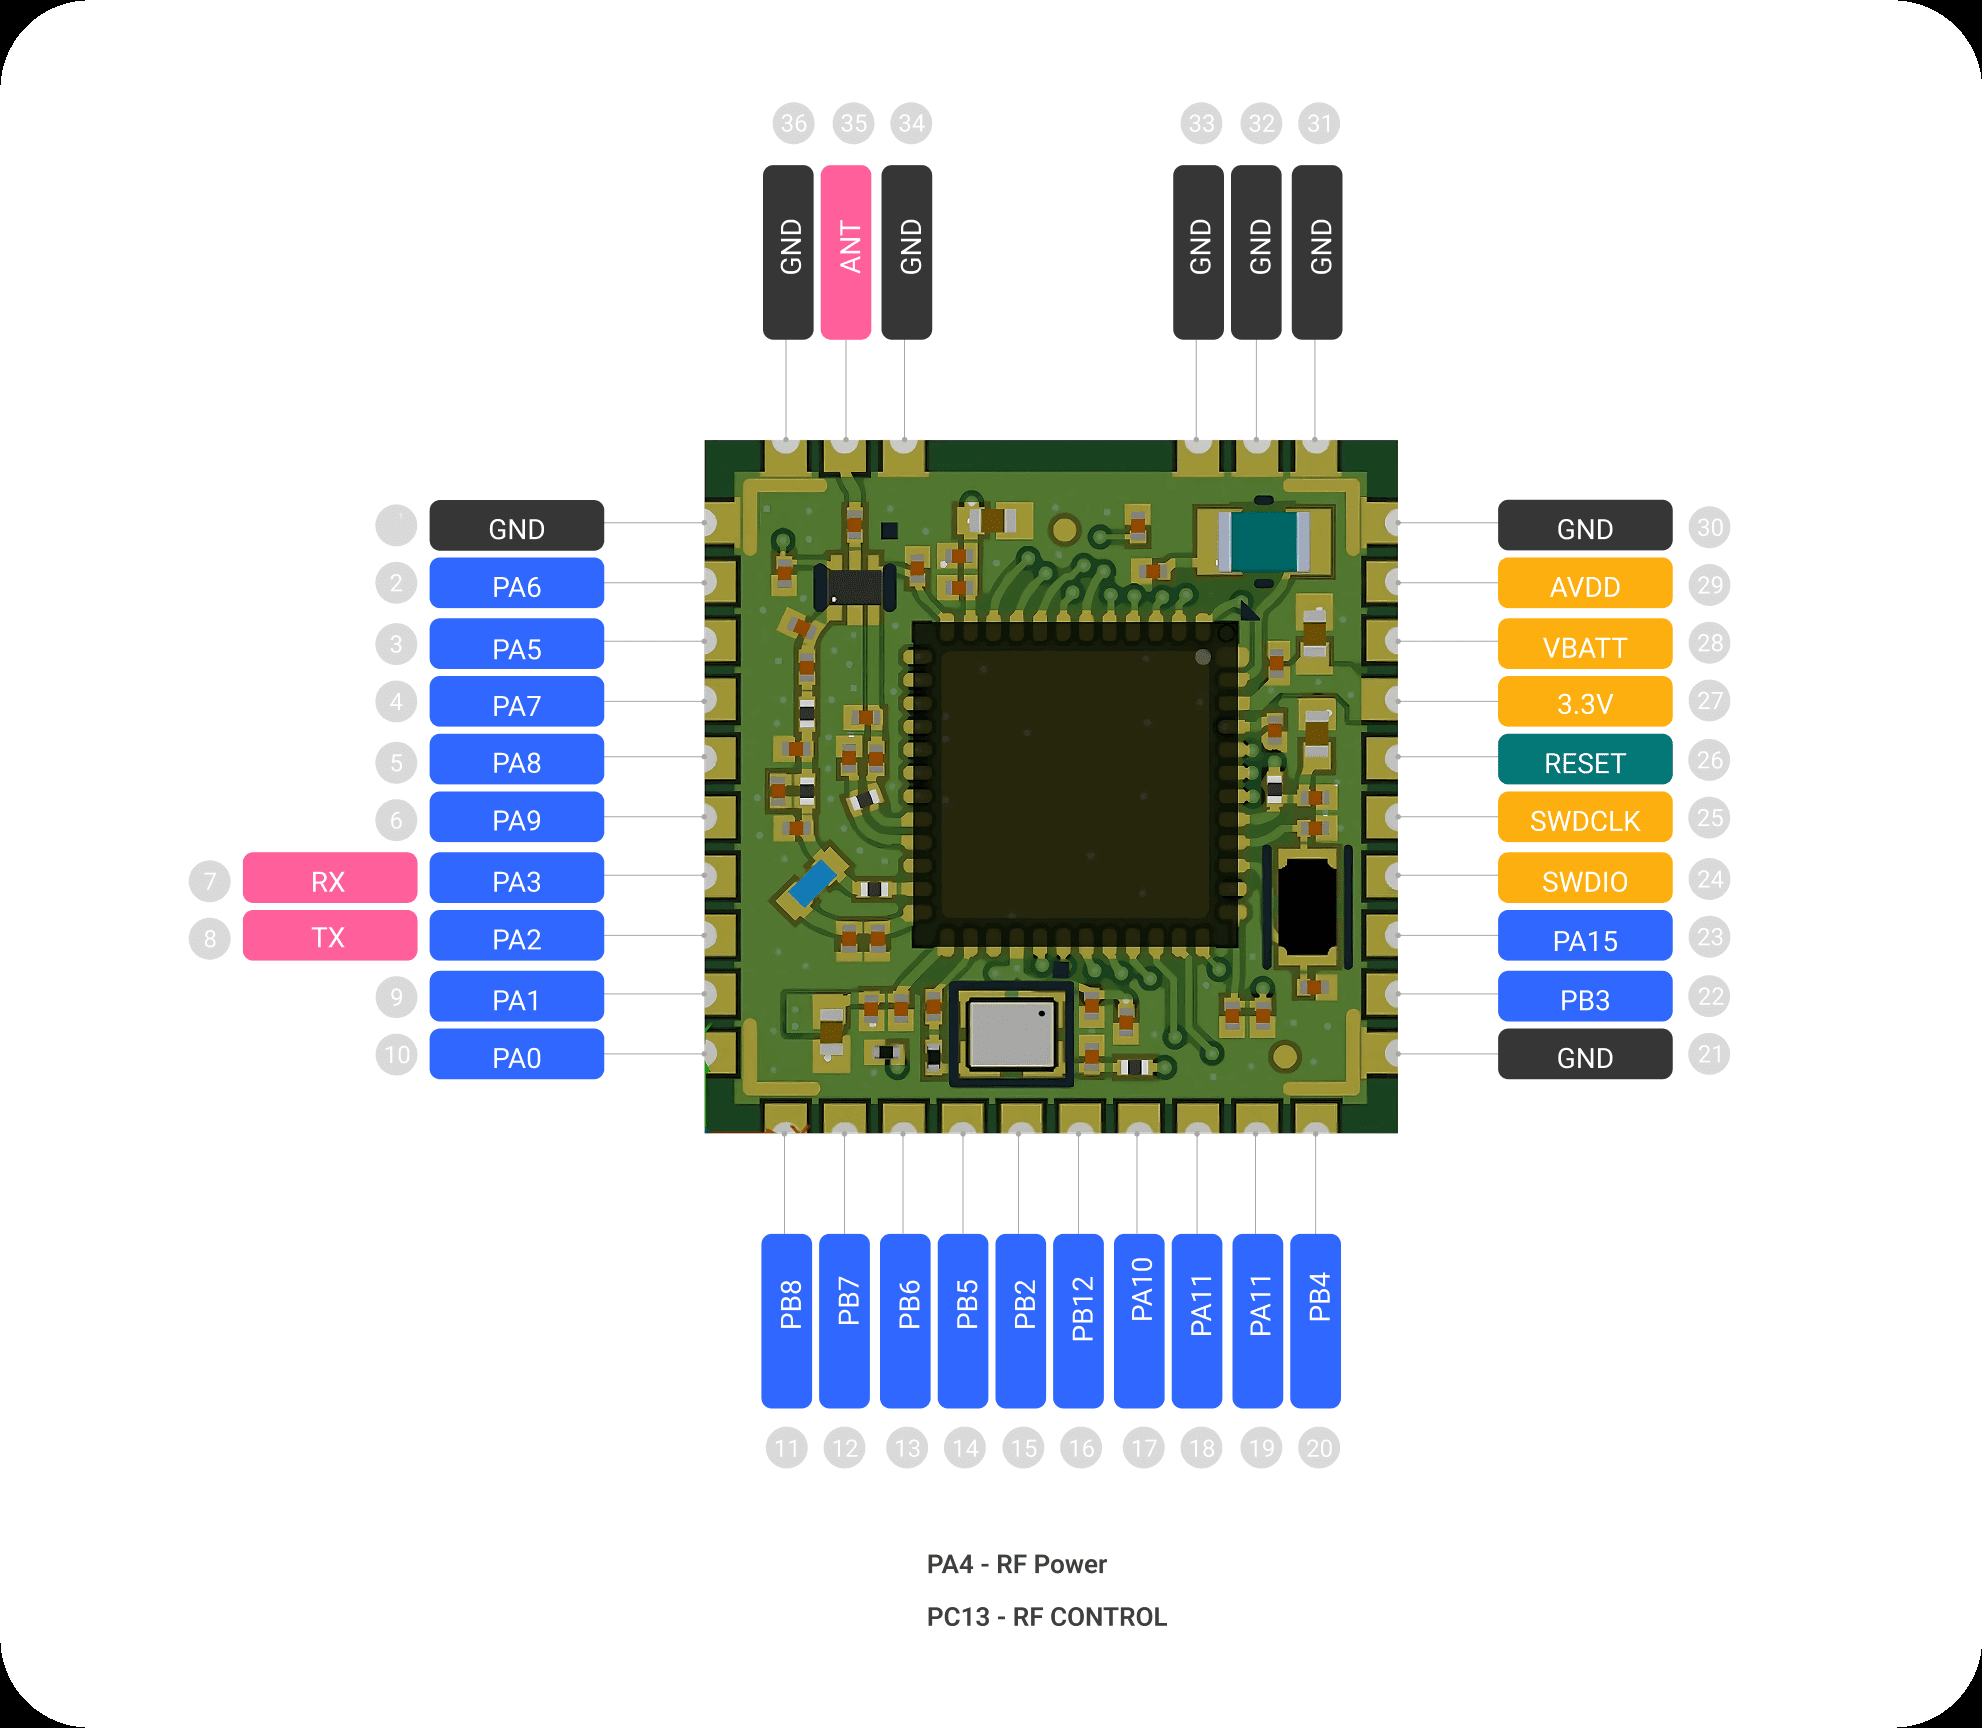 36 35 34 33 32 31
GND ANT GND GND GND GND
GND GND 30
2 PA6 AVDD 29
3 PA5 VBATT 28
4 PA7 3.3V 27
5 PA8 RESET 26
6 PA9 SWDCLK 25
7 RX PA3 SWDIO 24
8 TX PA2 PA15 23
9 PA1 PB3 22
10 PA0 GND 21
PB8 PB7 PB6 PB5 PB2 PB12 PA10 PA11 PA11 PB4
11 12 13 14 15 16 17 18 19 20
PA4 - RF Power
PC13 - RF CONTROL